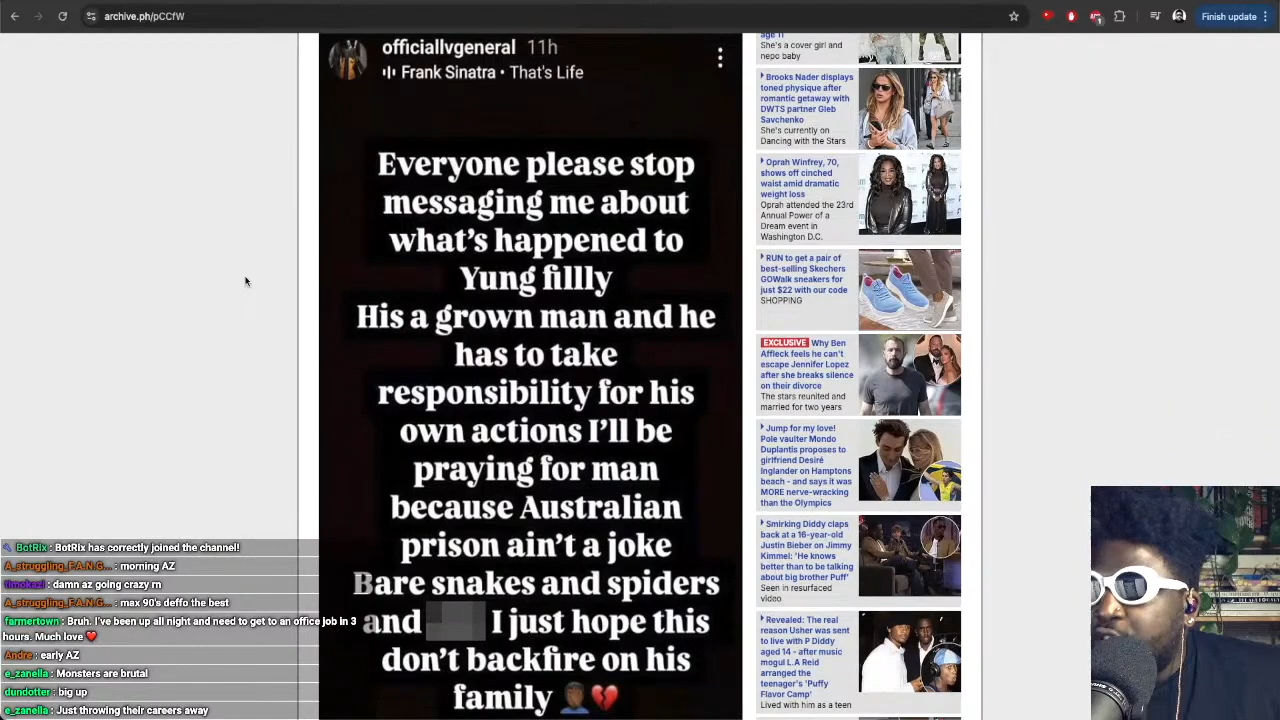 archive.ph/pCCfW
Finish update
officiallvgeneral 11h
Frank Sinatra • That's Life
Everyone please stop
messaging me about
what's happened to
Yung fillly
His a grown man and he
has to take
responsibility for his
own actions I'll be
praying for man
because Australian
prison ain't a joke
Bare snakes and spiders
and I just hope this
don't backfire on his
family
age 11
She's a cover girl and
nepo baby
Brooks Nader displays
toned physique after
romantic getaway with
DWTS partner Gleb
Savchenko
She's currently on
Dancing with the Stars
Oprah Winfrey, 70,
shows off cinched
waist amid dramatic
weight loss
Oprah attended the 23rd
Annual Power of a
Dream event in
Washington D.C.
RUN to get a pair of
best-selling Skechers
GOWalk sneakers for
just $22 with our code
SHOPPING
EXCLUSIVE Why Ben
Affleck feels he can't
escape Jennifer Lopez
after she breaks silence
on their divorce
The stars reunited and
married for two years
Jump for my love!
Pole vaulter Mondo
Duplantis proposes to
girlfriend Desiré
Inglander on Hamptons
beach - and says it was
MORE nerve-wracking
than the Olympics
Smirking Diddy claps
back at a 16-year-old
Justin Bieber on Jimmy
Kimmel: 'He knows
better than to be talking
about big brother Puff'
Seen in resurfaced
video
Revealed: The real
reason Usher was sent
to live with P Diddy
aged 14 - after music
mogul L.A Reid
arranged the
teenager's 'Puffy
Flavor Camp'
Lived with him as a teen
BotRix : BotRix has correctly joined the channel!
A_struggling_F.A.N.G... : morning AZ
timokazi : damn az going crazy rn
A_struggling_F.A.N.G... : max 90's deffo the best
farmertown : Bruh. I've been up all night and need to get to an office job in 3
hours. Much love
Andre : early AZ
e_zanella : Monsters are brutal
dundotter : big up
e_zanella : Just throwing their careers away